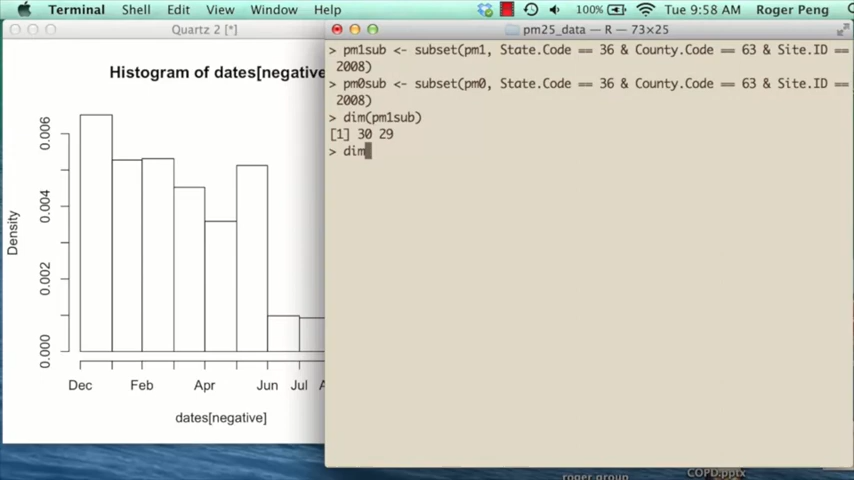 Terminal Shell Edit View Window Help 100% Tue 9:58 AM Roger Peng
Quartz 2 [*]
Histogram of dates[negative
Density
0.000
0.002
0.004
0.006
Dec Feb Apr Jun Jul A
dates[negative]
pm25_data — R — 73×25
> pm1sub <- subset(pm1, State.Code == 36 & County.Code == 63 & Site.ID ==
2008)
> pm0sub <- subset(pm0, State.Code == 36 & County.Code == 63 & Site.ID ==
2008)
> dim(pm1sub)
[1] 30 29
> dim
roger.group
COPD.pptx